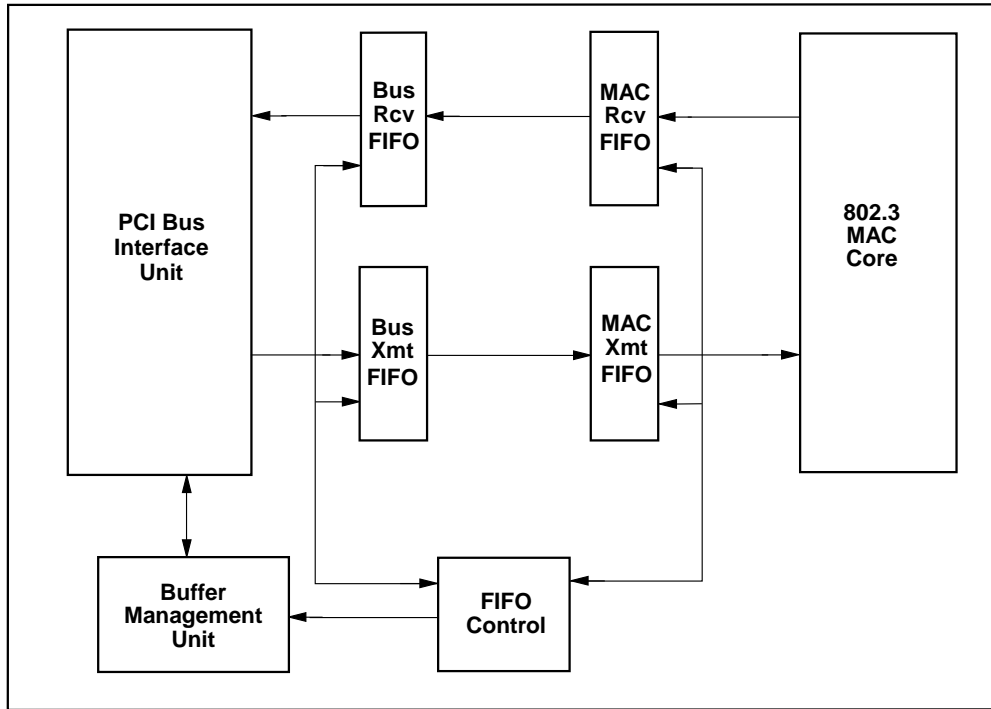 Bus
Rcv
FIFO
MAC
Rcv
FIFO
PCI Bus
Interface
Unit
802.3
MAC
Core
Bus
Xmt
FIFO
MAC
Xmt
FIFO
Buffer
Management
Unit
FIFO
Control